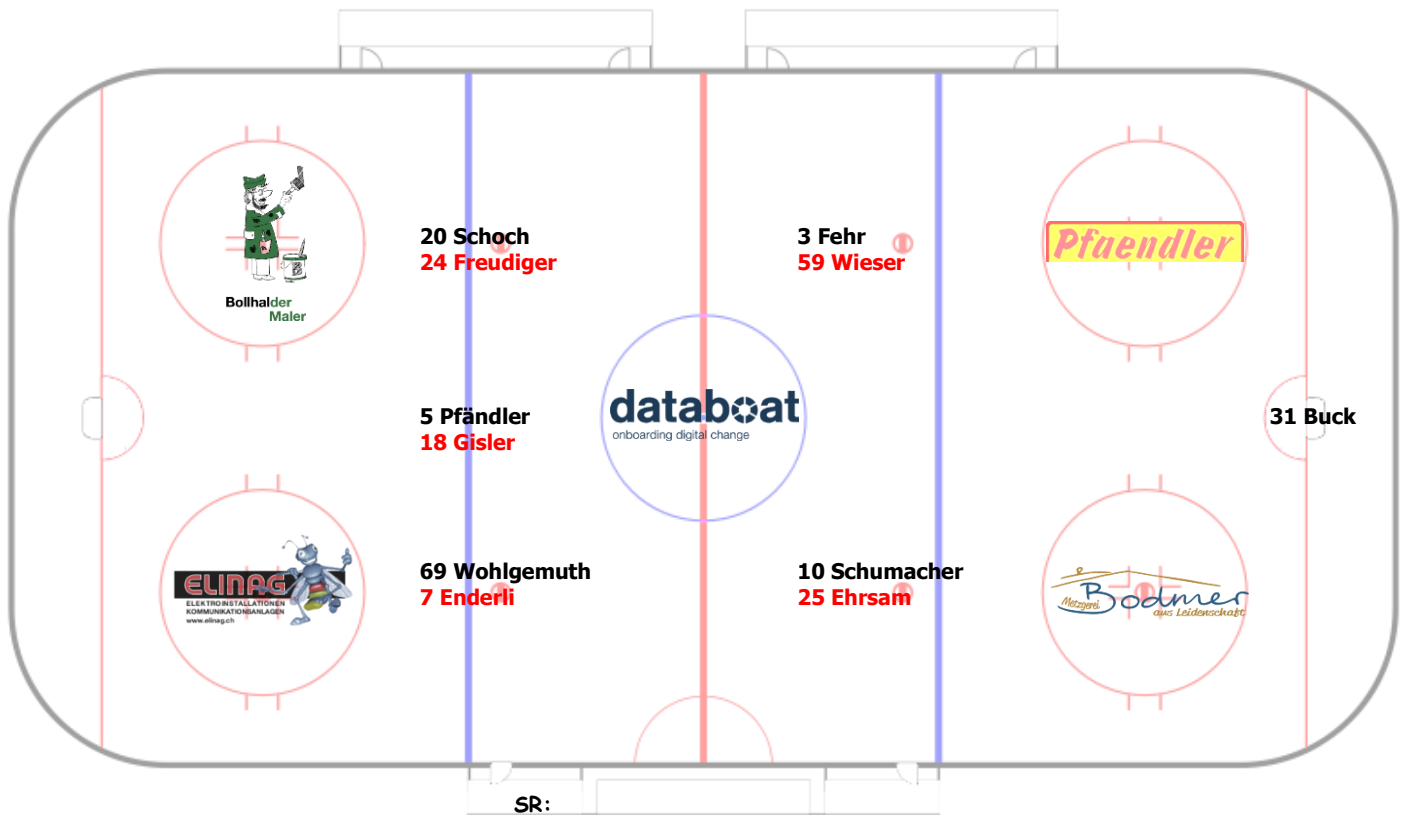 20 Schoch
24 Freudiger
3 Fehr
59 Wieser
Pfaendler
Bollhalder
Maler
databoat
onboarding digital change
5 Pfändler
18 Gisler
31 Buck
ELINAG
ELEKTROINSTALLATIONEN
KOMMUNIKATIONSANLAGEN
www.elinag.ch
69 Wohlgemuth
7 Enderli
10 Schumacher
25 Ehrsam
Metzgerei Bodmer
aus Leidenschaft
SR: